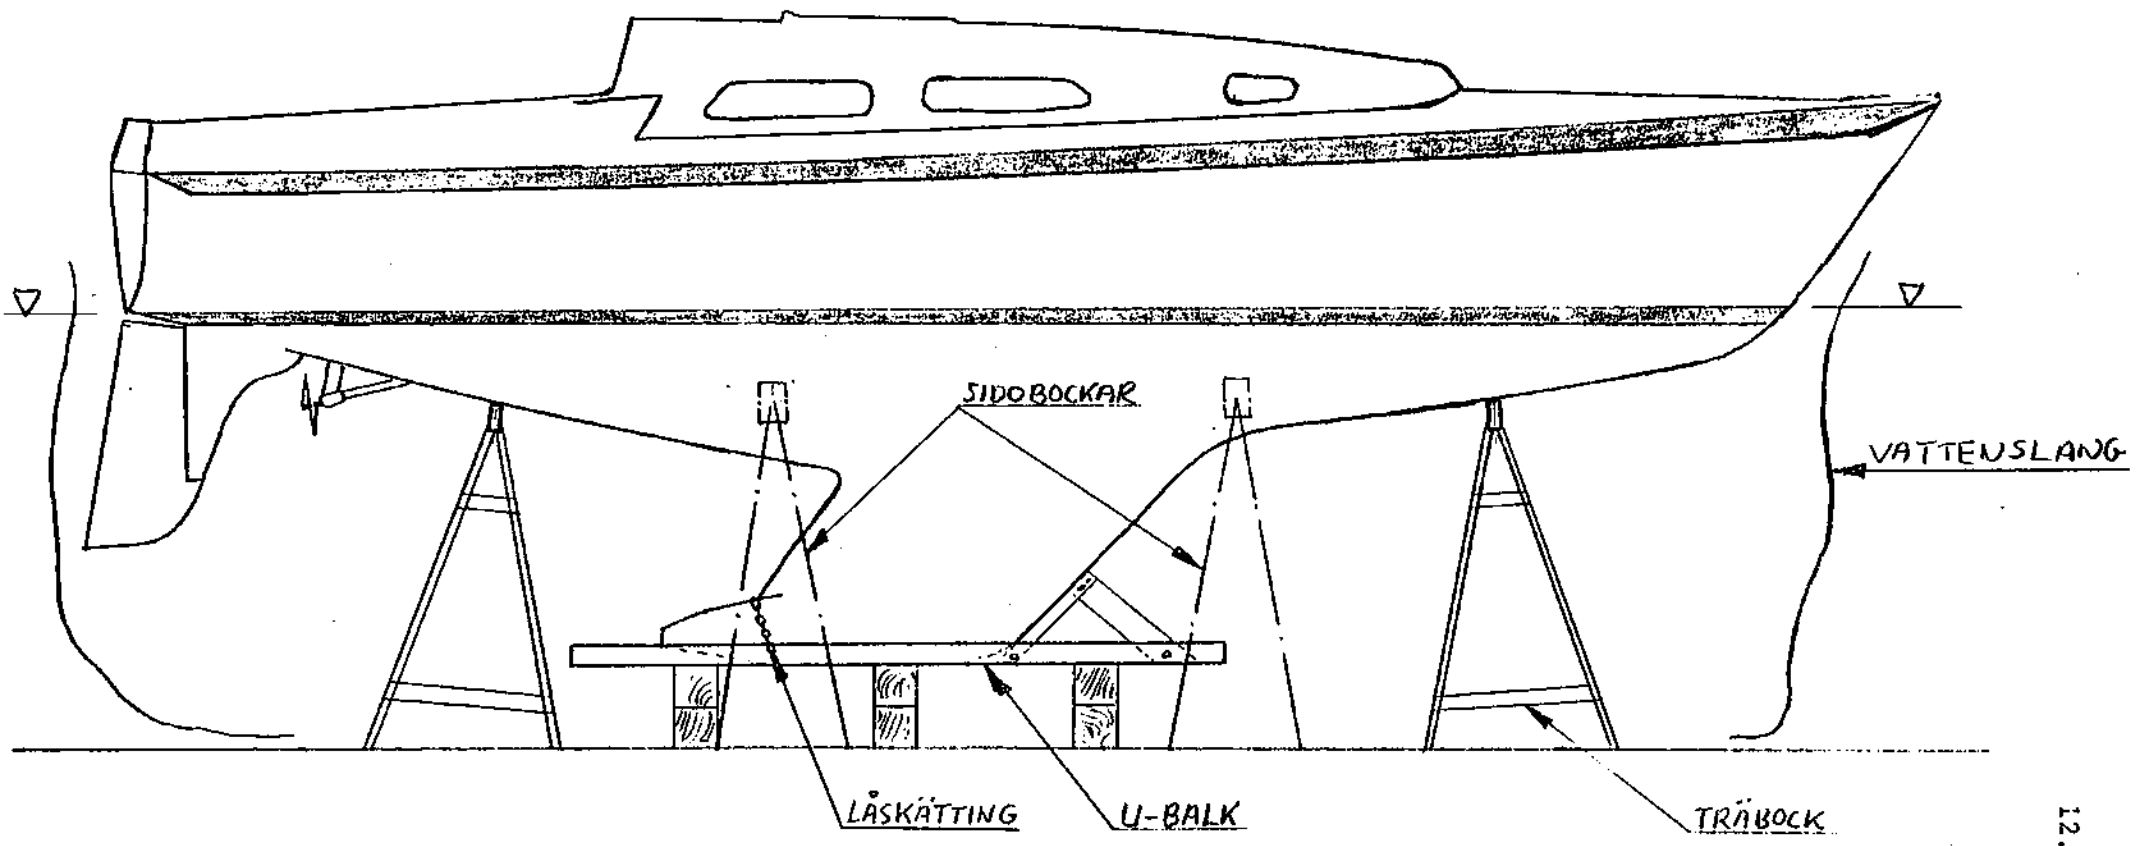 SIDOBOCKAR
VATTENSLANG
LÅSKÄTTING
U-BALK
TRÄBOCK
12.